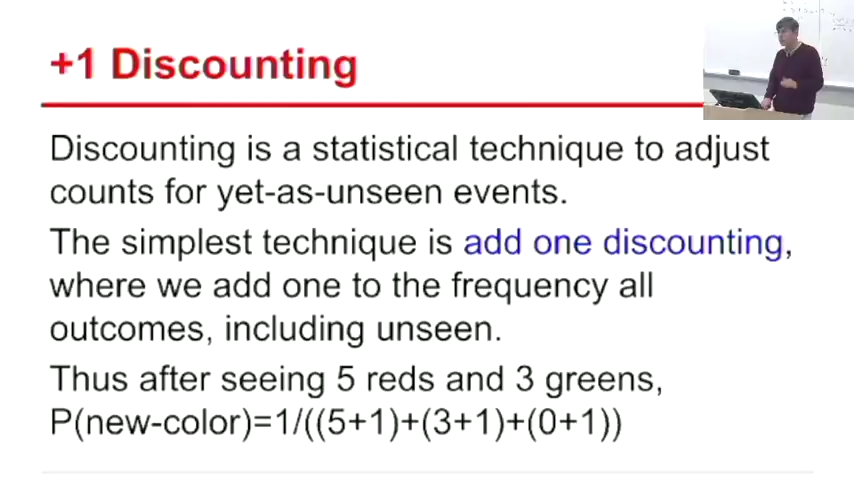 +1 Discounting
Discounting is a statistical technique to adjust
counts for yet-as-unseen events.
The simplest technique is add one discounting,
where we add one to the frequency all
outcomes, including unseen.
Thus after seeing 5 reds and 3 greens,
P(new-color)=1/((5+1)+(3+1)+(0+1))